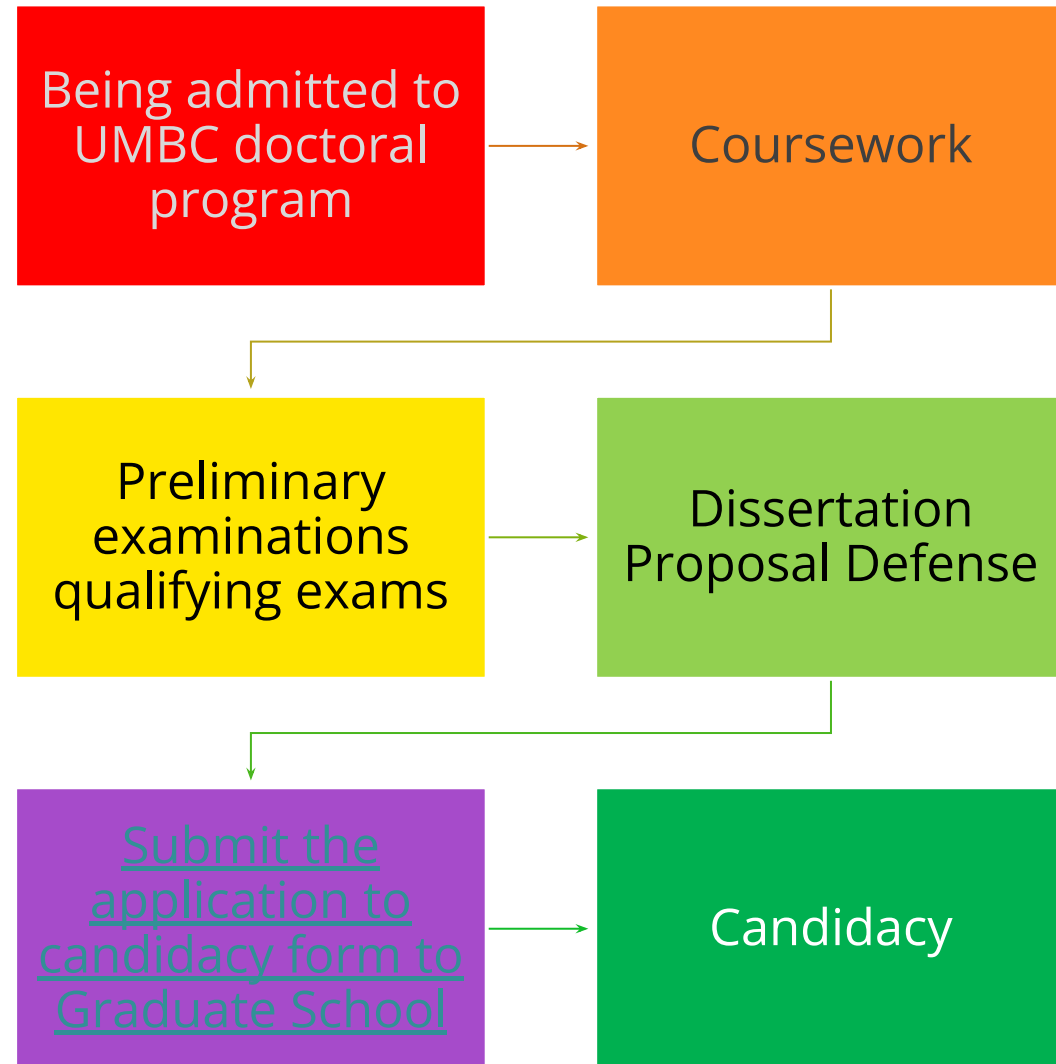 Being admitted to
UMBC doctoral
program
Coursework
Preliminary
examinations
qualifying exams
Dissertation
Proposal Defense
Submit the
application to
candidacy form to
Graduate School
Candidacy